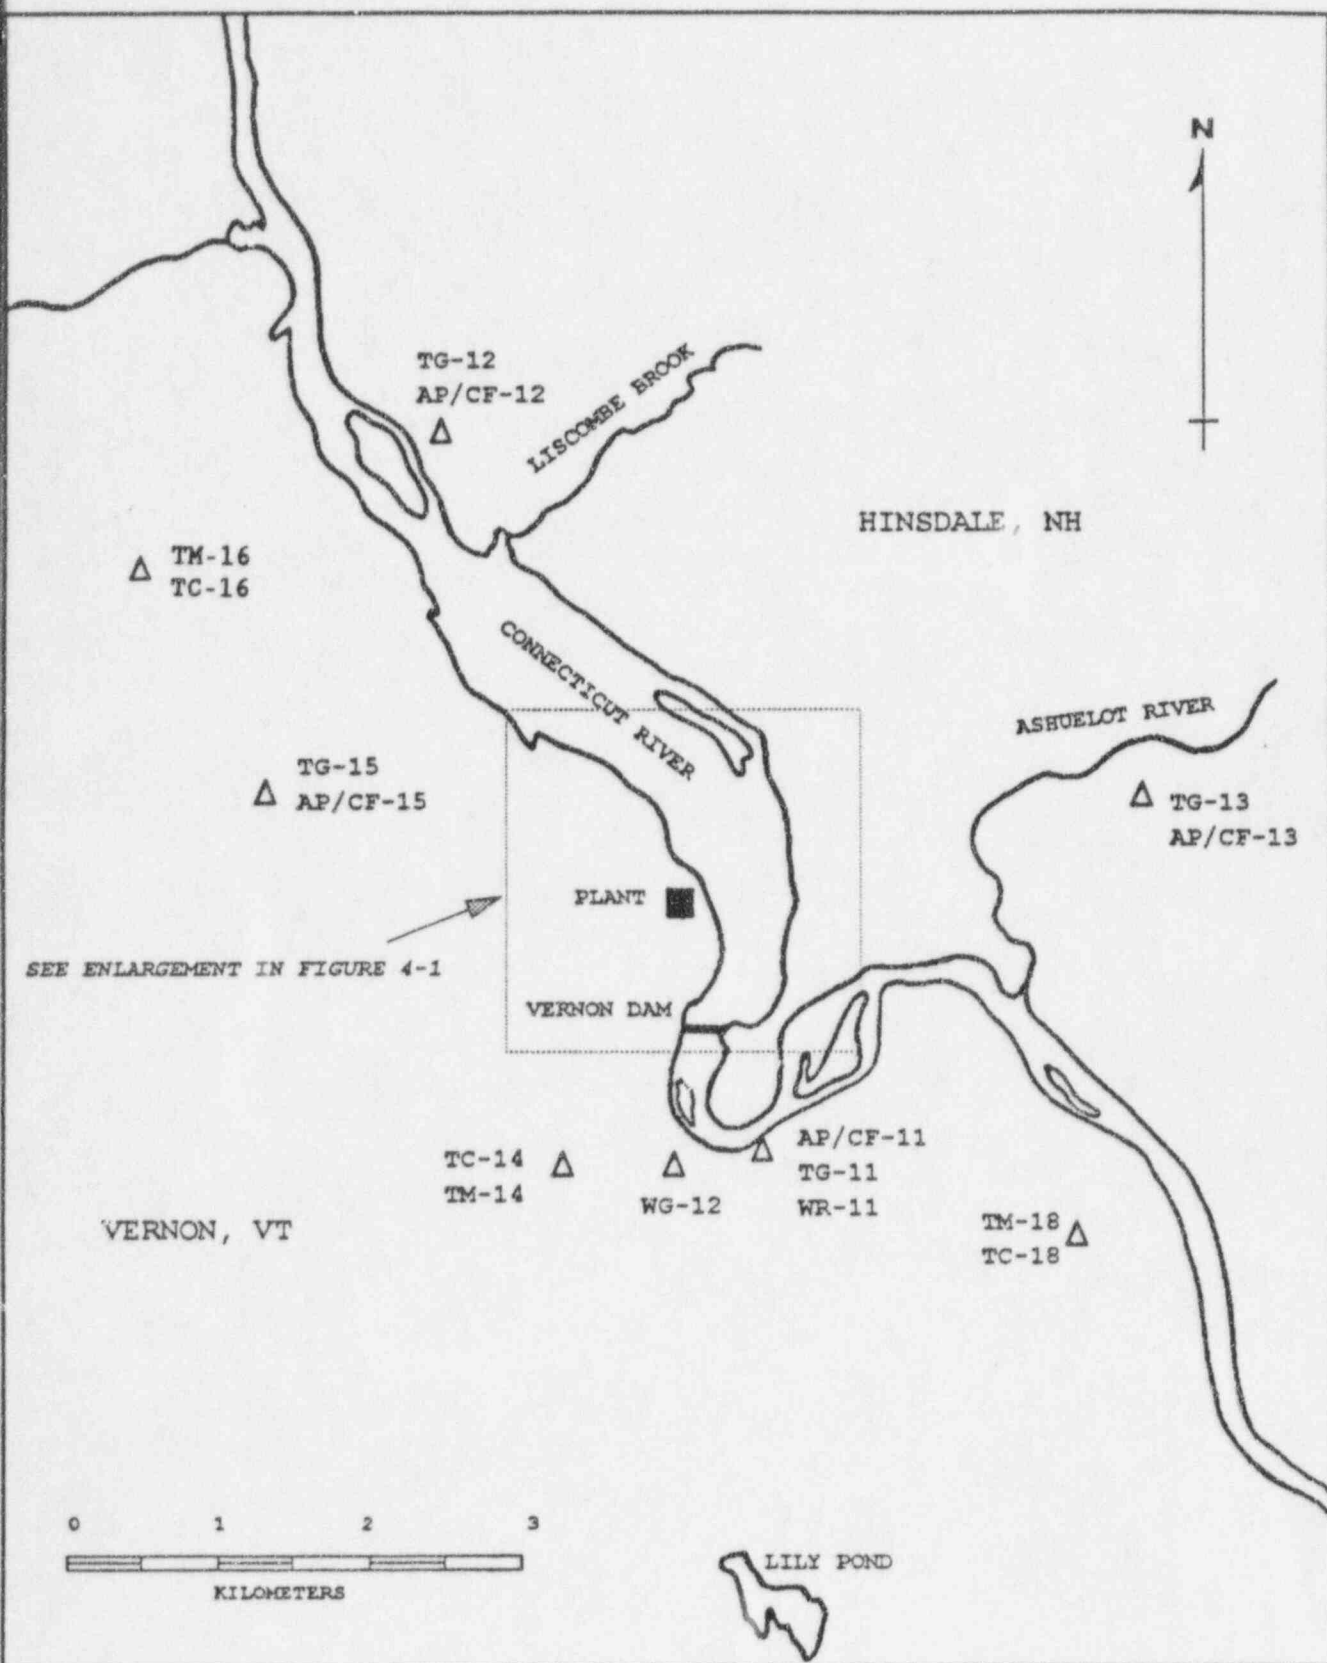 N
TG-12
AP/CF-12
LISCOMBE BROOK
HINSDALE, NH
TM-16
TC-16
CONNECTICUT RIVER
ASHUELOT RIVER
TG-15
AP/CF-15
TG-13
AP/CF-13
PLANT
SEE ENLARGEMENT IN FIGURE 4-1
VERNON DAM
AP/CF-11
TG-11
WR-11
TC-14
TM-14
WG-12
VERNON, VT
TM-18
TC-18
0 1 2 3
KILOMETERS
LILY POND